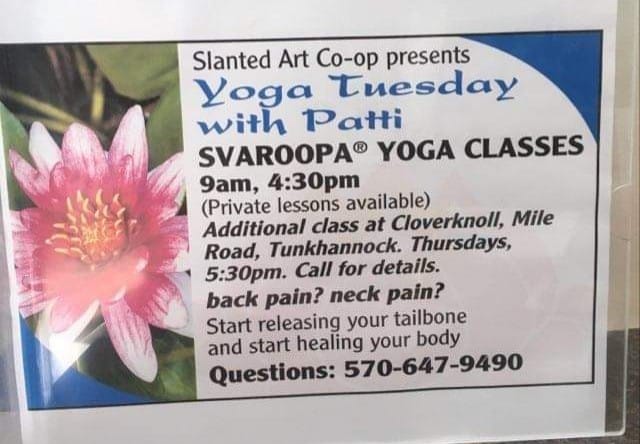 Slanted Art Co-op presents
Yoga Tuesday
with Patti
SVAROOPA® YOGA CLASSES
9am, 4:30pm
(Private lessons available)
Additional class at Cloverknoll, Mile
Road, Tunkhannock. Thursdays,
5:30pm. Call for details.
back pain? neck pain?
Start releasing your tailbone
and start healing your body
Questions: 570-647-9490